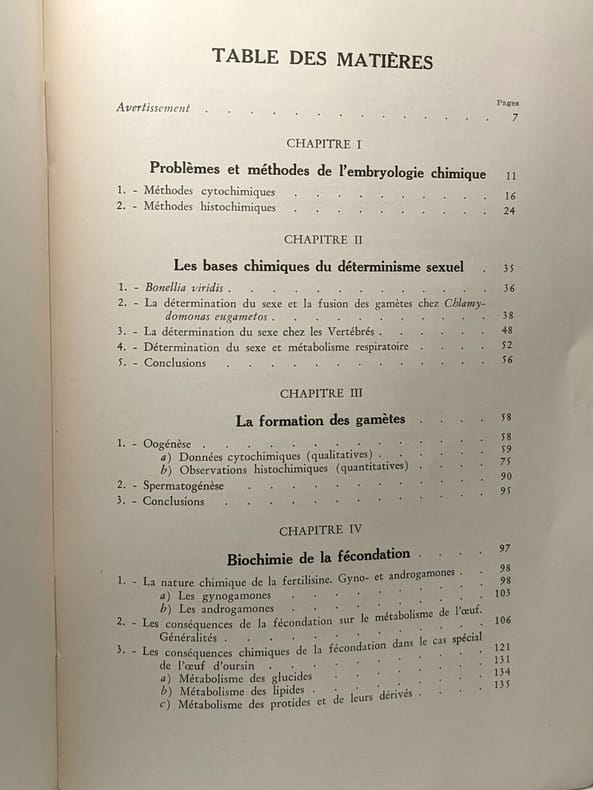 TABLE DES MATIÈRES
Pages
Avertissement . . . . . . . . . . . . . 7
CHAPITRE I
Problèmes et méthodes de l'embryologie chimique 11
1. - Méthodes cytochimiques . . . . . . . . . 16
2. - Méthodes histochimiques . . . . . . . . . 24
CHAPITRE II
Les bases chimiques du déterminisme sexuel . 35
1. - Bonellia viridis . . . . . . . . . . . . 36
2. - La détermination du sexe et la fusion des gamètes chez Chlamy-
domonas eugametos . . . . . . . . . . 38
3. - La détermination du sexe chez les Vertébrés . . . . . . 48
4. - Détermination du sexe et métabolisme respiratoire . . . . 52
5. - Conclusions . . . . . . . . . . . . 56
CHAPITRE III
La formation des gamètes . . . . 58
1. - Oogénèse . . . . . . . . . . . . . 58
a) Données cytochimiques (qualitatives) . . . . . . 59
b) Observations histochimiques (quantitatives) . . . . 75
2. - Spermatogénèse . . . . . . . . . . . 90
3. - Conclusions . . . . . . . . . . . . 95
CHAPITRE IV
Biochimie de la fécondation . . . . 97
1. - La nature chimique de la fertilisine. Gyno- et androgamones . . 98
a) Les gynogamones . . . . . . . . . 98
b) Les androgamones . . . . . . . . . 103
2. - Les conséquences de la fécondation sur le métabolisme de l'œuf.
Généralités . . . . . . . . . . . . 106
3. - Les conséquences chimiques de la fécondation dans le cas spécial
de l'œuf d'oursin . . . . . . . . . . 121
a) Métabolisme des glucides . . . . . . . 131
b) Métabolisme des lipides . . . . . . . . 134
c) Métabolisme des protides et de leurs dérivés . . . . 135